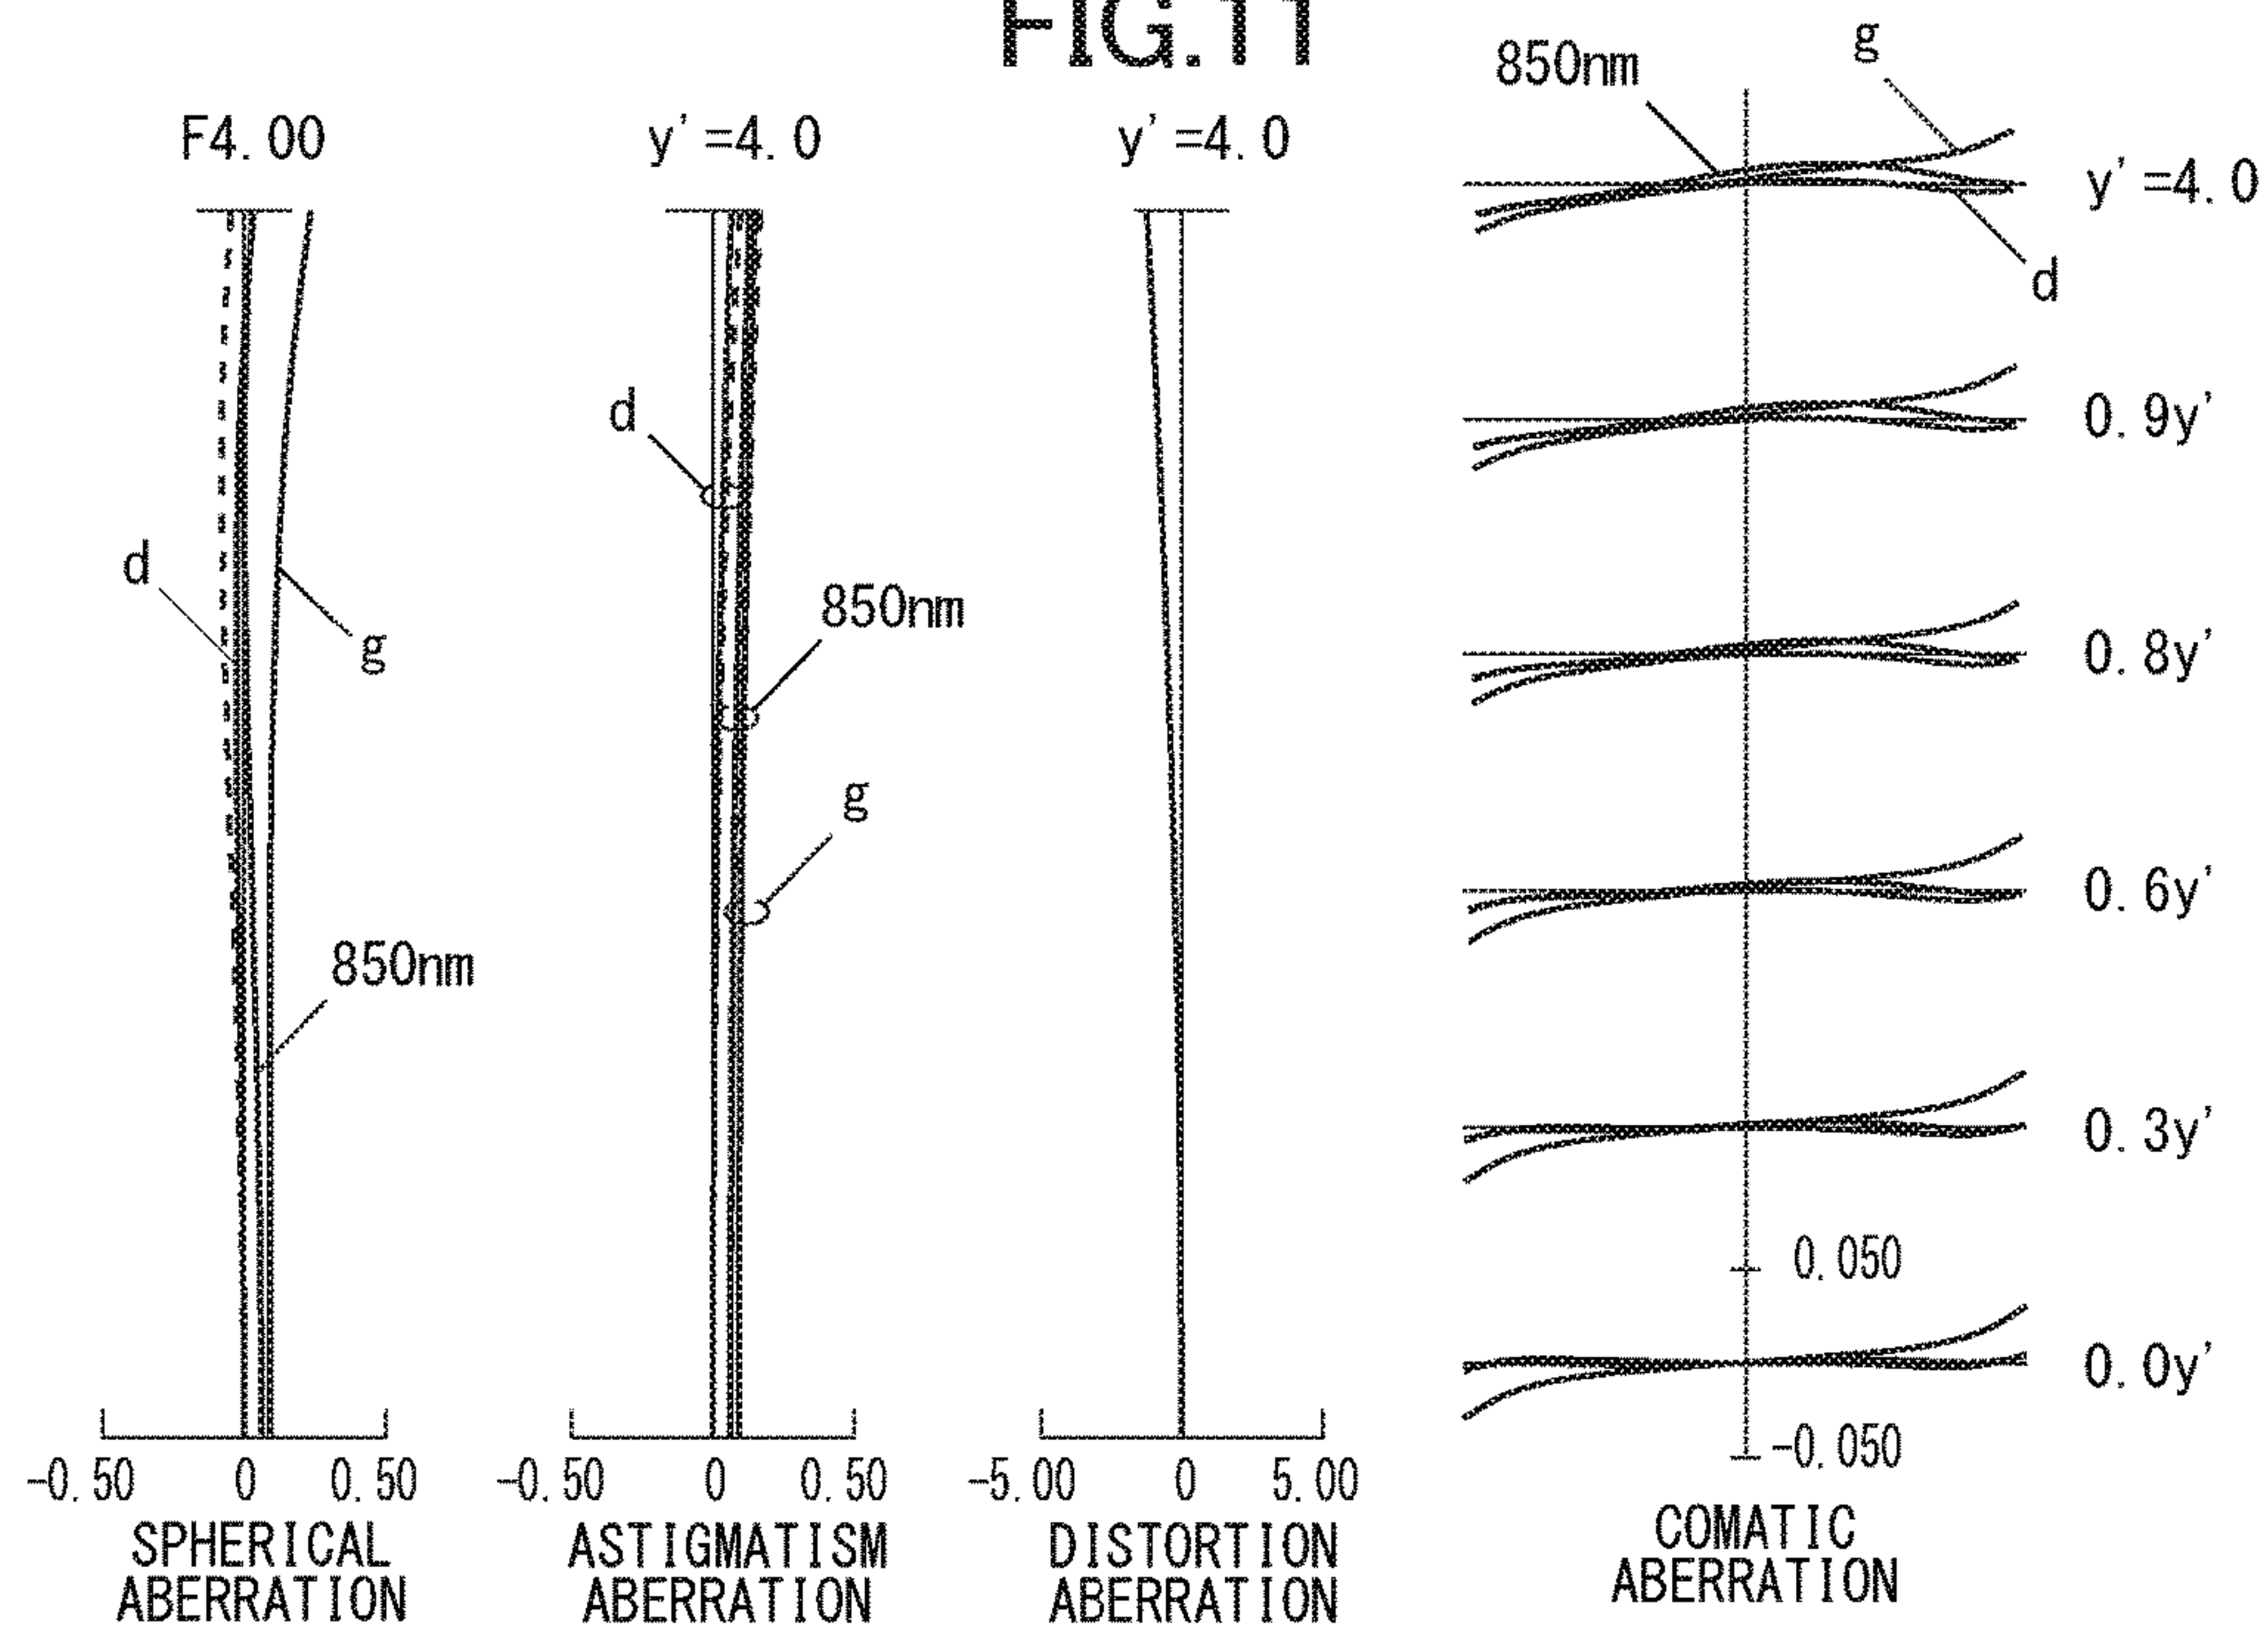 FIG.11
F4.00
d
g
850nm
-0.50 0 0.50
SPHERICAL
ABERRATION
y'=4.0
d
850nm
g
-0.50 0 0.50
ASTIGMATISM
ABERRATION
y'=4.0
-5.00 0 5.00
DISTORTION
ABERRATION
850nm
g
y'=4.0
d
0.9y'
0.8y'
0.6y'
0.3y'
0.050
0.0y'
-0.050
COMATIC
ABERRATION